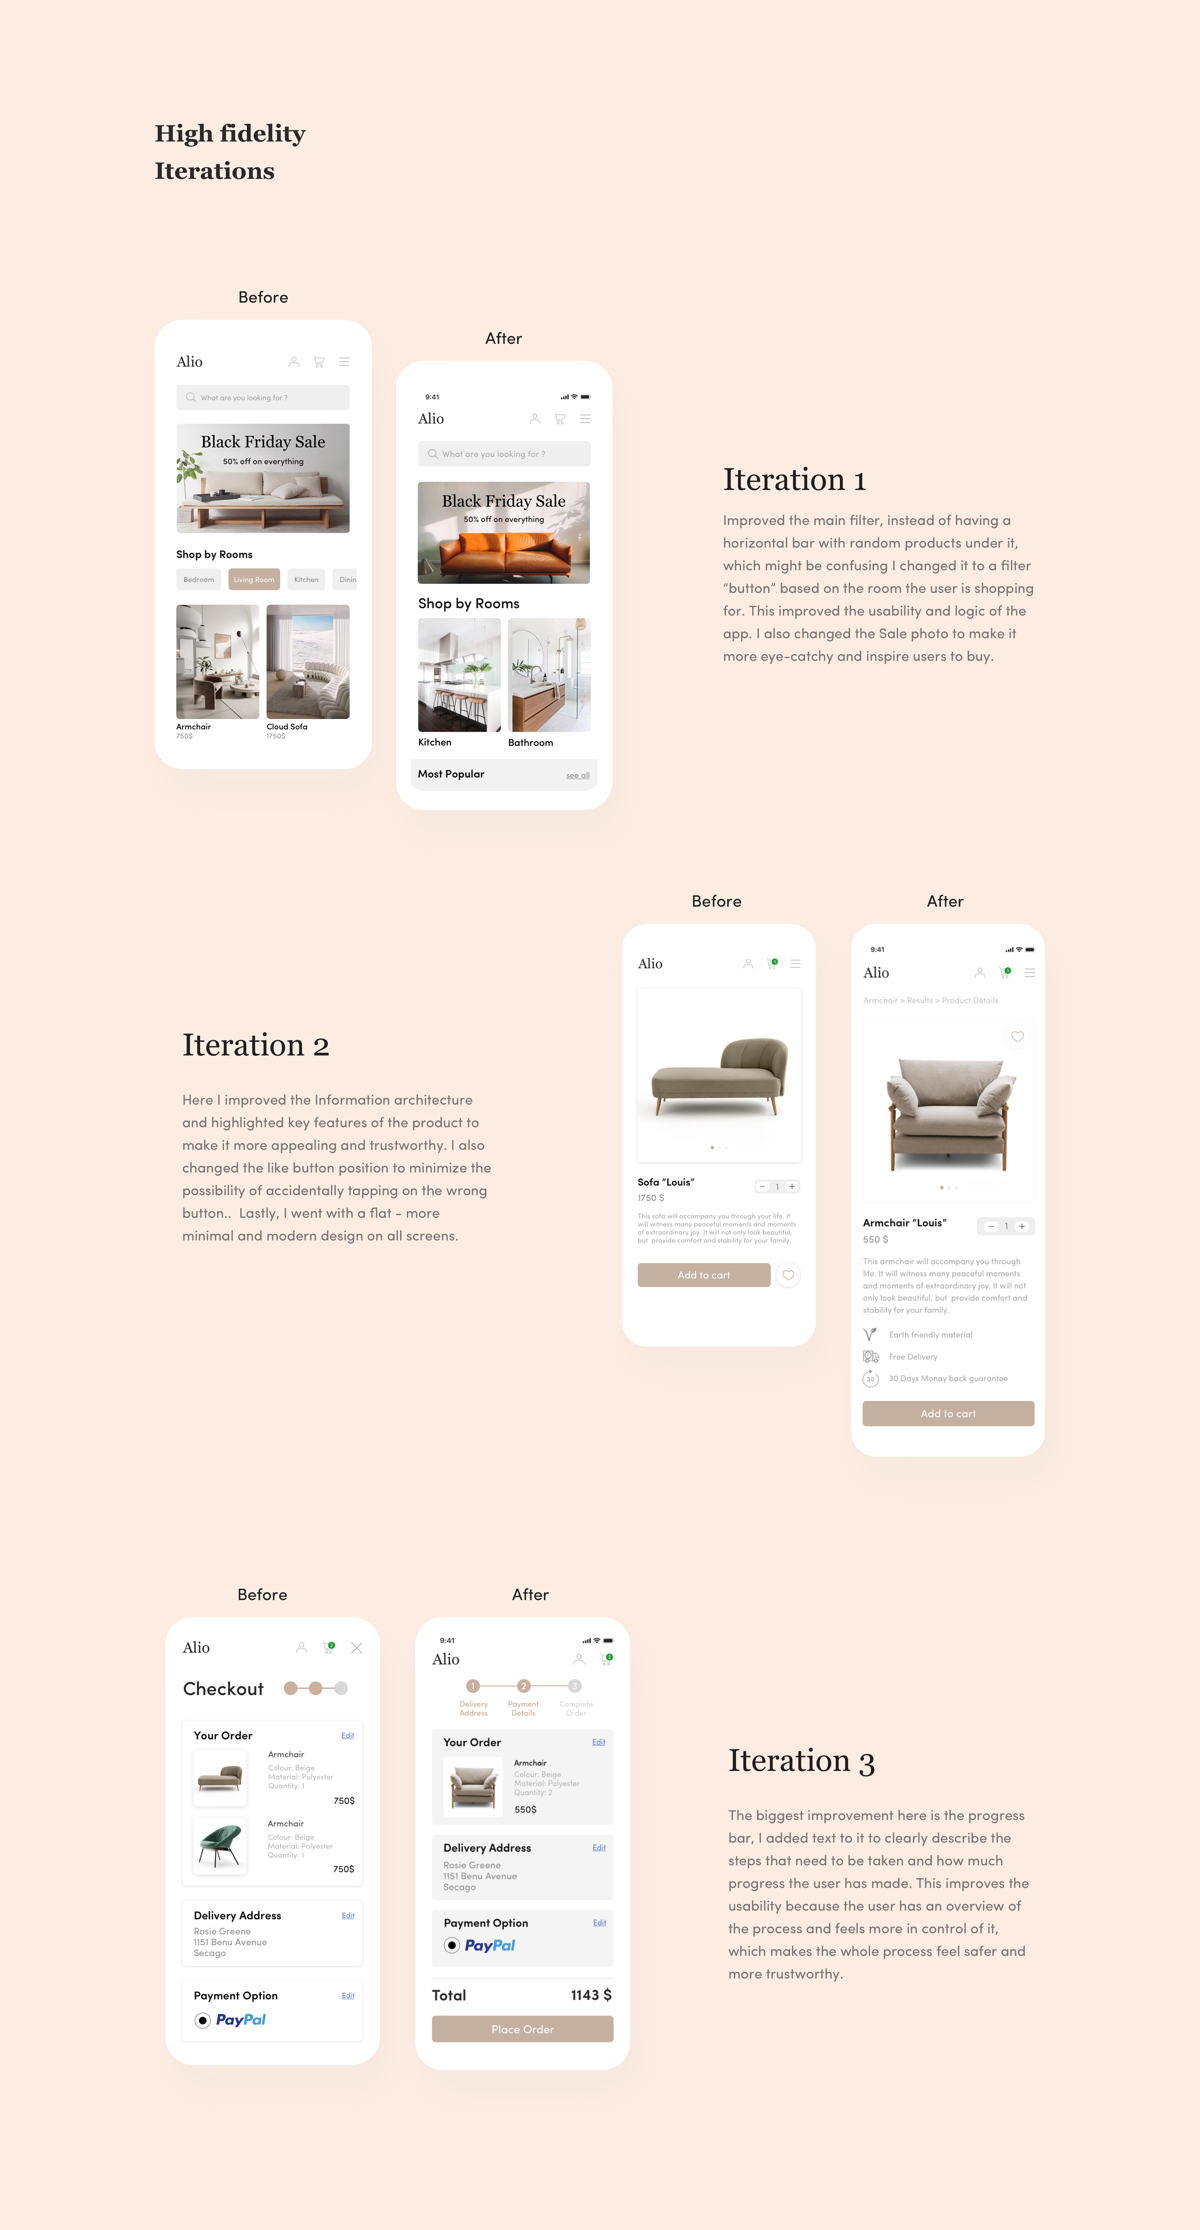 High fidelity
Iterations
Before
Alio
What are you looking for ?
Black Friday Sale
50% off on everything
Shop by Rooms
Bedroom Living Room Kitchen Dinin
Armchair Cloud Sofa
750$ 1750$
After
9:41
Alio
What are you looking for ?
Black Friday Sale
50% off on everything
Shop by Rooms
Kitchen Bathroom
Most Popular see all
Iteration 1
Improved the main filter, instead of having a
horizontal bar with random products under it,
which might be confusing I changed it to a filter
“button” based on the room the user is shopping
for. This improved the usability and logic of the
app. I also changed the Sale photo to make it
more eye-catchy and inspire users to buy.
Iteration 2
Here I improved the Information architecture
and highlighted key features of the product to
make it more appealing and trustworthy. I also
changed the like button position to minimize the
possibility of accidentally tapping on the wrong
button.. Lastly, I went with a flat - more
minimal and modern design on all screens.
Before
Alio
1
Sofa “Louis”
1750 $
− 1 +
This sofa will accompany you through your life. It
will witness many peaceful moments and moments
of extraordinary joy. It will not only look beautiful,
but provide comfort and stability for your family.
Add to cart
After
9:41
Alio
1
Armchair > Results > Product Details
Armchair “Louis”
550 $
− 1 +
This armchair will accompany you through
life. It will witness many peaceful moments
and moments of extraordinary joy. It will not
only look beautiful, but provide comfort and
stability for your family.
Earth friendly material
Free Delivery
30 30 Days Monay back guarantee
Add to cart
Before
Alio
2
Checkout
Your Order Edit
Armchair
Colour: Beige
Material: Polyester
Quantity: 1
750$
Armchair
Colour: Beige
Material: Polyester
Quantity: 1
750$
Delivery Address Edit
Rosie Greene
1151 Benu Avenue
Secago
Payment Option Edit
PayPal
After
9:41
Alio
2
1 2 3
Delivery Payment Complete
Address Details Order
Your Order Edit
Armchair
Colour: Beige
Material: Polyester
Quantity: 2
550$
Delivery Address Edit
Rosie Greene
1151 Benu Avenue
Secago
Payment Option Edit
PayPal
Total 1143 $
Place Order
Iteration 3
The biggest improvement here is the progress
bar, I added text to it to clearly describe the
steps that need to be taken and how much
progress the user has made. This improves the
usability because the user has an overview of
the process and feels more in control of it,
which makes the whole process feel safer and
more trustworthy.